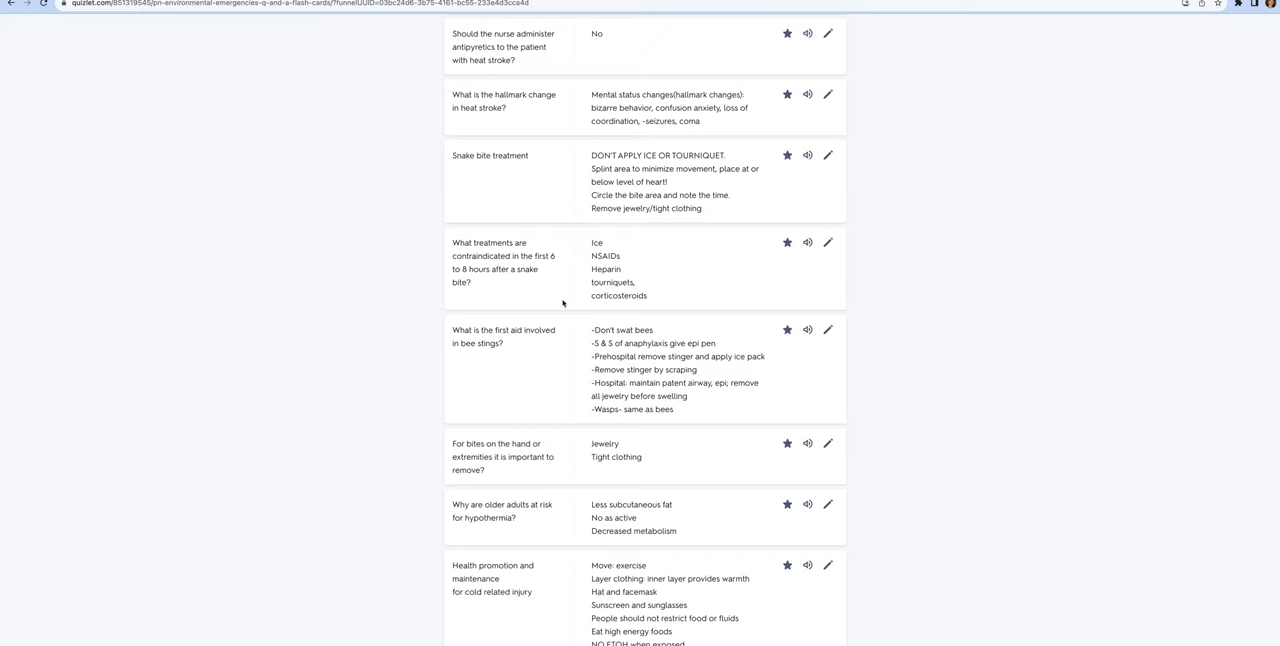 quizlet.com/851319545/pn-environmental-emergencies-q-and-a-flash-cards/?funnelUUID=03bc24d6-3b75-4161-bc55-233e4d3cca4d
Should the nurse administer
antipyretics to the patient
with heat stroke?
No
What is the hallmark change
in heat stroke?
Mental status changes(hallmark changes):
bizarre behavior, confusion anxiety, loss of
coordination, -seizures, coma
Snake bite treatment
DON'T APPLY ICE OR TOURNIQUET.
Splint area to minimize movement, place at or
below level of heart!
Circle the bite area and note the time.
Remove jewelry/tight clothing
What treatments are
contraindicated in the first 6
to 8 hours after a snake
bite?
Ice
NSAIDs
Heparin
tourniquets,
corticosteroids
What is the first aid involved
in bee stings?
-Don't swat bees
-S & S of anaphylaxis give epi pen
-Prehospital remove stinger and apply ice pack
-Remove stinger by scraping
-Hospital: maintain patent airway, epi; remove
all jewelry before swelling
-Wasps- same as bees
For bites on the hand or
extremities it is important to
remove?
Jewelry
Tight clothing
Why are older adults at risk
for hypothermia?
Less subcutaneous fat
No as active
Decreased metabolism
Health promotion and
maintenance
for cold related injury
Move: exercise
Layer clothing: inner layer provides warmth
Hat and facemask
Sunscreen and sunglasses
People should not restrict food or fluids
Eat high energy foods
NO ETOH when exposed